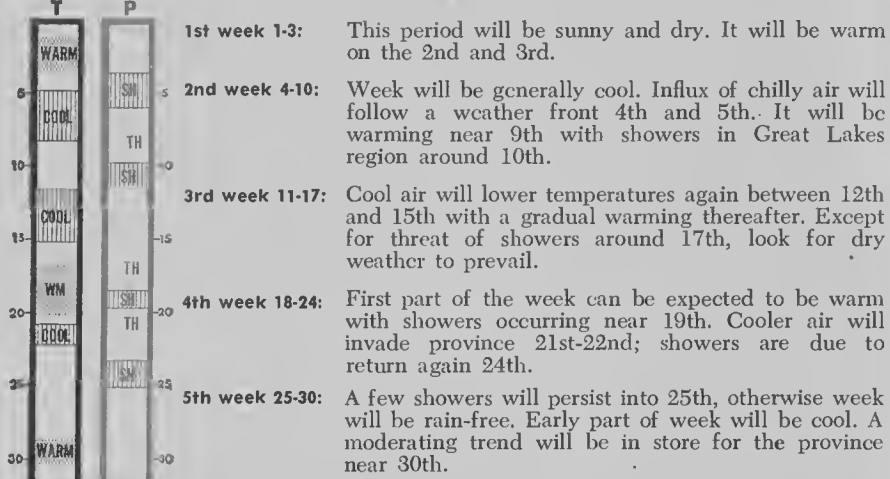 T P
WARM
5
COOL
SH
5
TH
10
SH
COOL
15
15
TH
WM
SH
20
20
COOL
TH
SH
25
25
WARM
30
30
1st week 1-3: This period will be sunny and dry. It will be warm
on the 2nd and 3rd.
2nd week 4-10: Week will be generally cool. Influx of chilly air will
follow a weather front 4th and 5th. It will be
warming near 9th with showers in Great Lakes
region around 10th.
3rd week 11-17: Cool air will lower temperatures again between 12th
and 15th with a gradual warming thereafter. Except
for threat of showers around 17th, look for dry
weather to prevail.
4th week 18-24: First part of the week can be expected to be warm
with showers occurring near 19th. Cooler air will
invade province 21st-22nd; showers are due to
return again 24th.
5th week 25-30: A few showers will persist into 25th, otherwise week
will be rain-free. Early part of week will be cool. A
moderating trend will be in store for the province
near 30th.